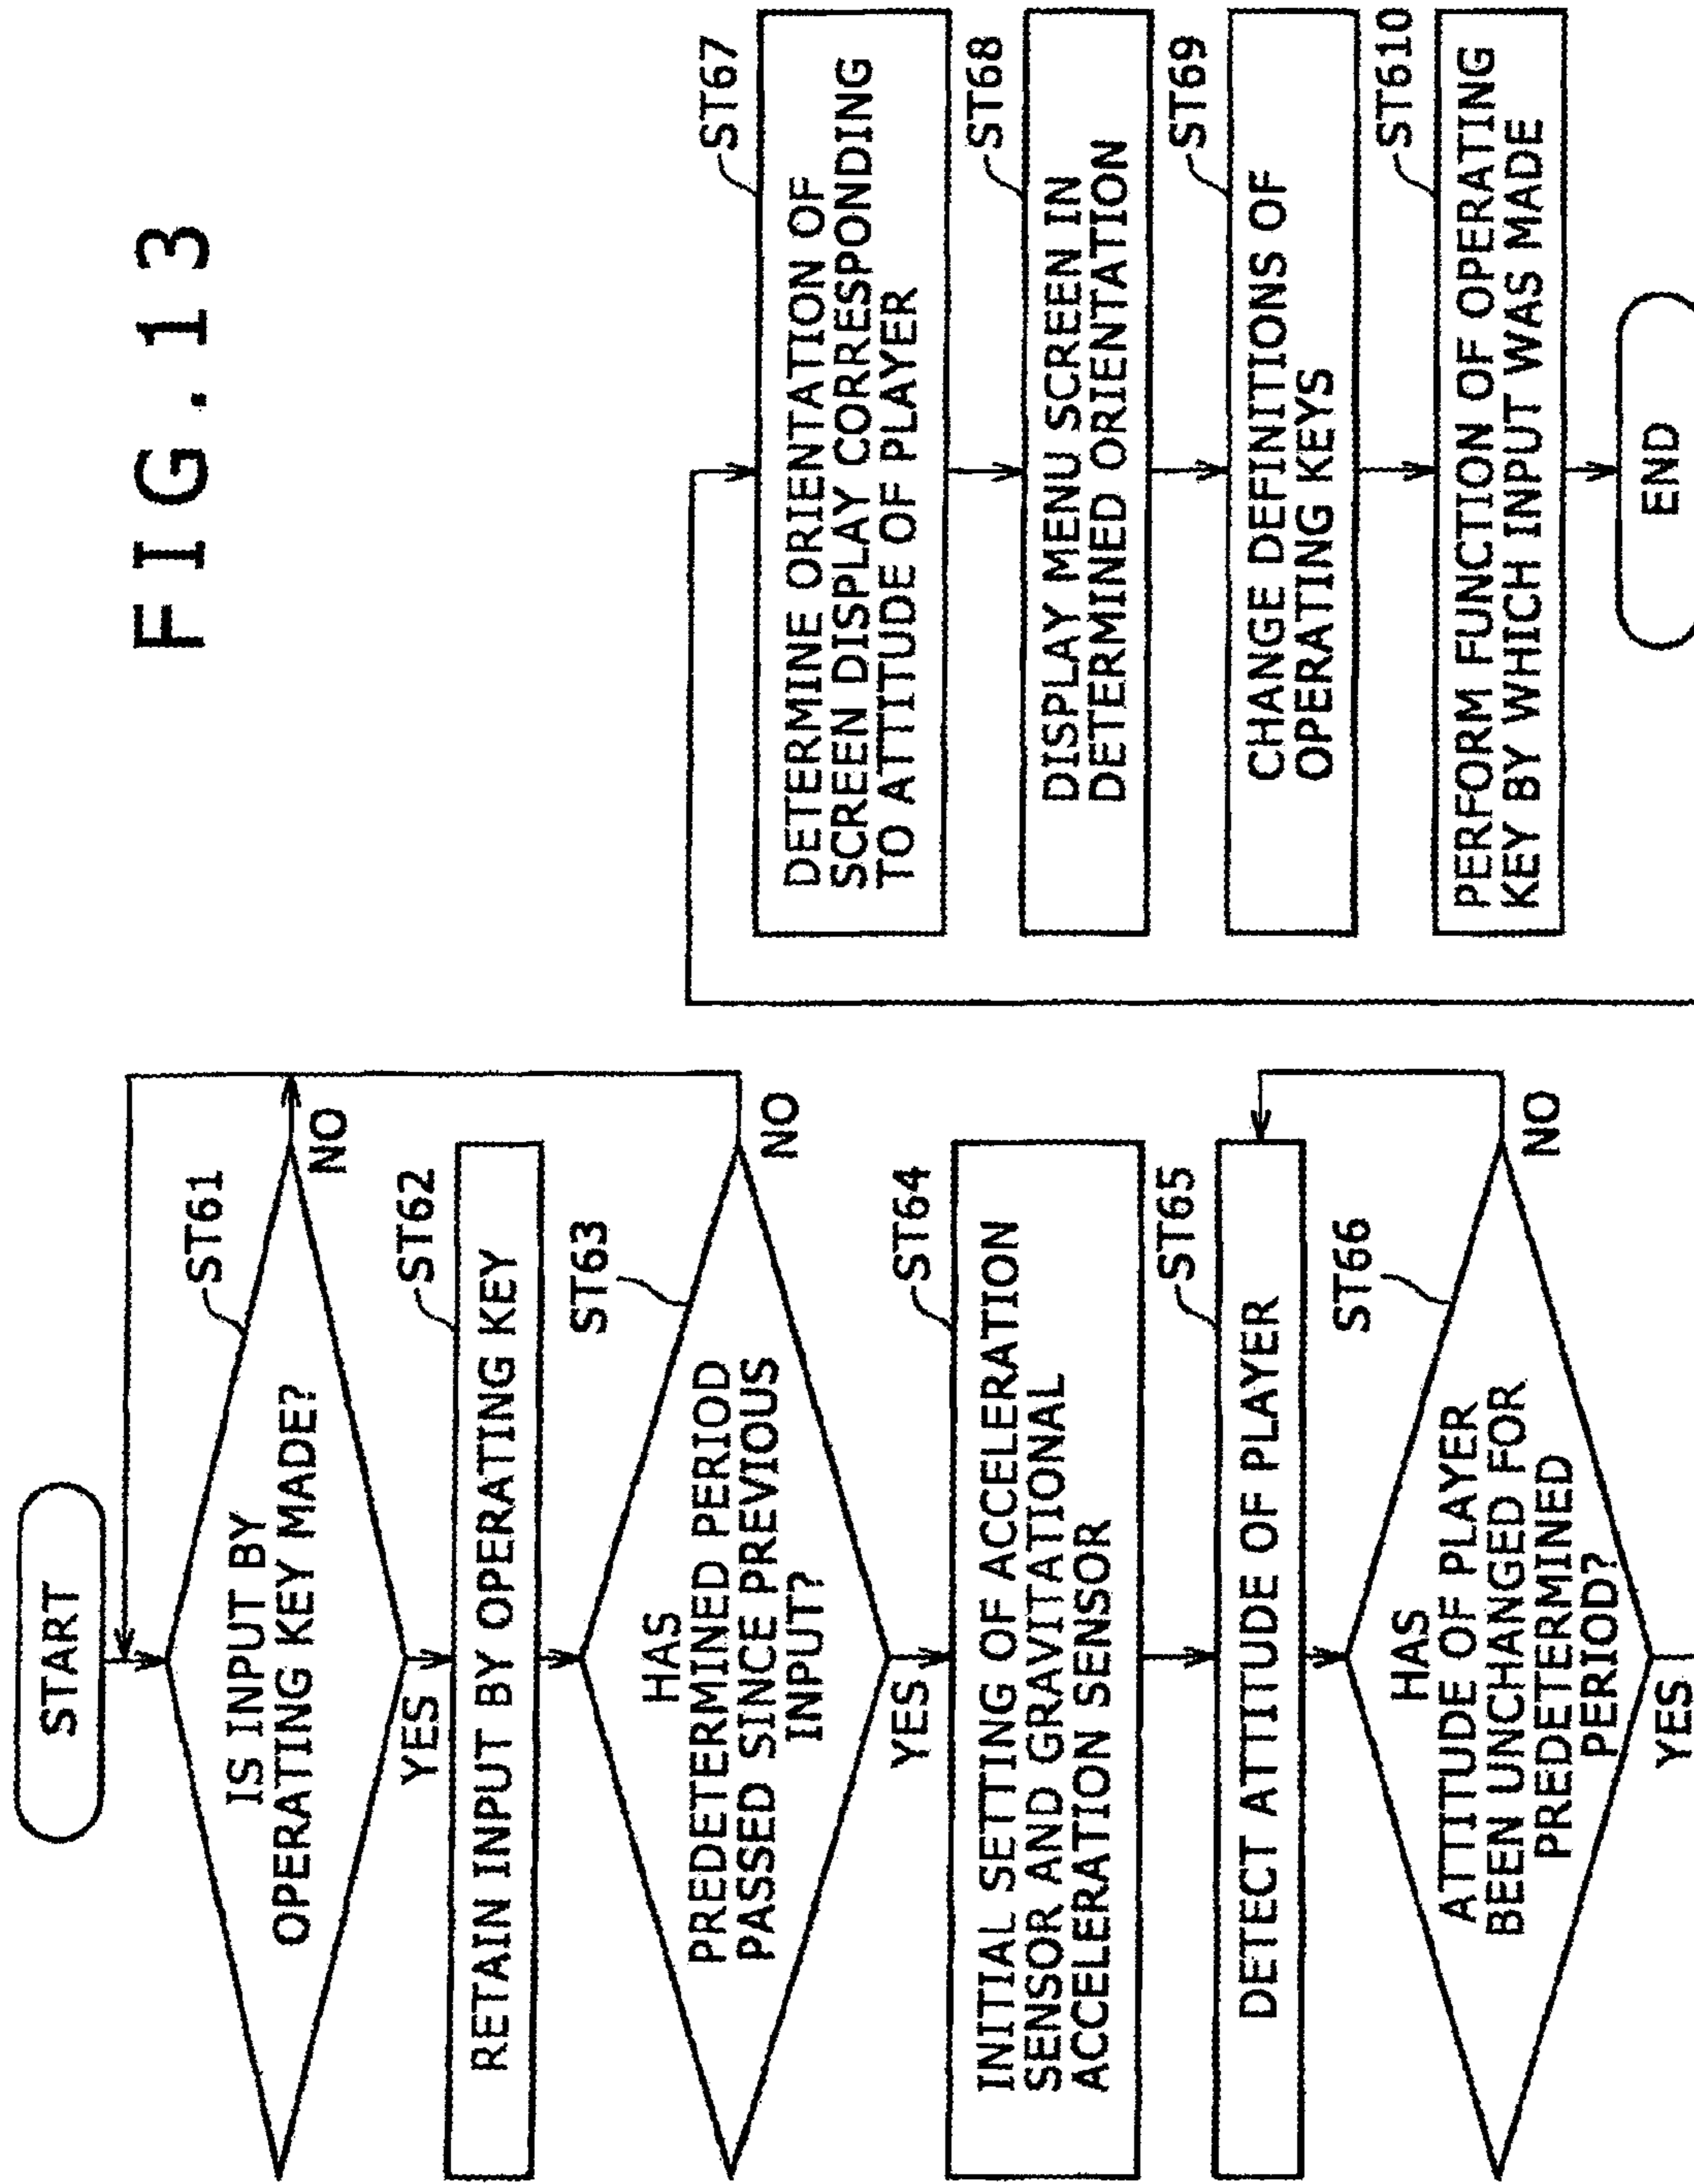 F I G . 1 3
START
ST61
IS INPUT BY
OPERATING KEY MADE?
NO
YES
ST62
RETAIN INPUT BY OPERATING KEY
ST63
HAS
PREDETERMINED PERIOD
PASSED SINCE PREVIOUS
INPUT?
NO
YES
ST64
INITIAL SETTING OF ACCELERATION
SENSOR AND GRAVITATIONAL
ACCELERATION SENSOR
ST65
DETECT ATTITUDE OF PLAYER
ST66
HAS
ATTITUDE OF PLAYER
BEEN UNCHANGED FOR
PREDETERMINED
PERIOD?
NO
YES
ST67
DETERMINE ORIENTATION OF
SCREEN DISPLAY CORRESPONDING
TO ATTITUDE OF PLAYER
ST68
DISPLAY MENU SCREEN IN
DETERMINED ORIENTATION
ST69
CHANGE DEFINITIONS OF
OPERATING KEYS
ST610
PERFORM FUNCTION OF OPERATING
KEY BY WHICH INPUT WAS MADE
END